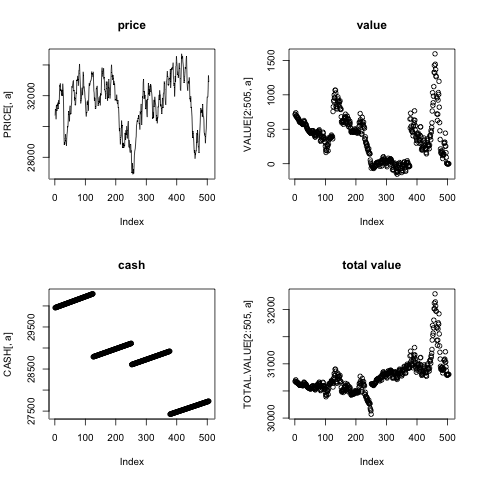 price
PRICE[, a]
28000 32000
0 100 200 300 400 500
Index
value
VALUE[2:505, a]
0 500 1000 1500
0 100 200 300 400 500
Index
cash
CASH[, a]
27500 28500 29500
0 100 200 300 400 500
Index
total value
TOTAL.VALUE[2:505, a]
30000 31000 32000
0 100 200 300 400 500
Index